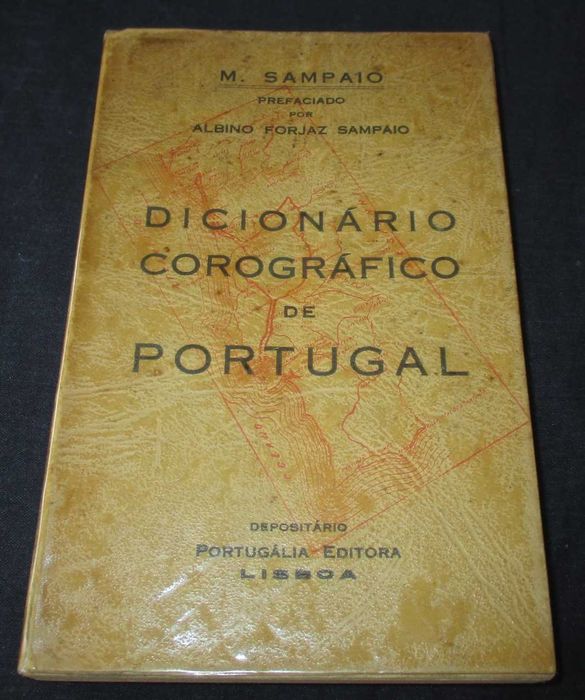 M. SAMPAIO
PREFACIADO
POR
ALBINO FORJAZ SAMPAIO
DICIONÁRIO
COROGRÁFICO
DE
PORTUGAL
DEPOSITÁRIO
PORTUGÁLIA EDITORA
LISBOA